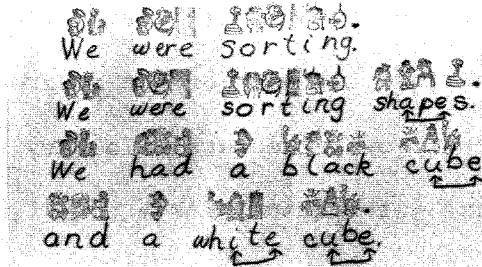 We were sorting.
We were sorting shapes.
We had a black cube
and a white cube.